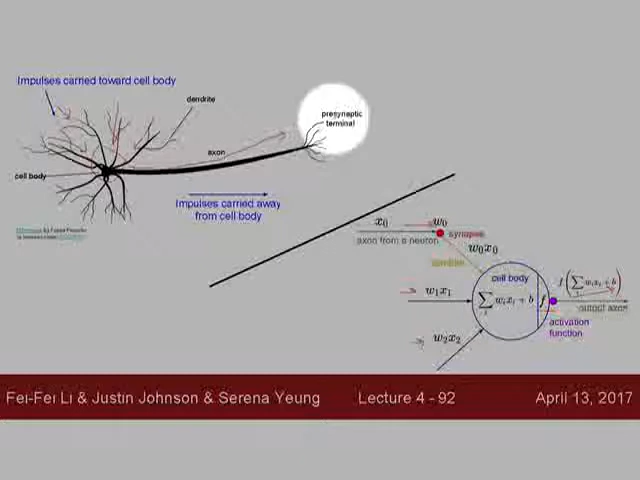 Impulses carried toward cell body
dendrite
presynaptic
terminal
axon
cell body
Impulses carried away
from cell body
x₀
w₀
synapse
axon from a neuron
w₀x₀
dendrite
cell body
f(∑ᵢ wᵢxᵢ + b)
w₁x₁
∑ᵢ wᵢxᵢ + b
f
output axon
activation
function
w₂x₂
Fei-Fei Li & Justin Johnson & Serena Yeung
Lecture 4 - 92
April 13, 2017